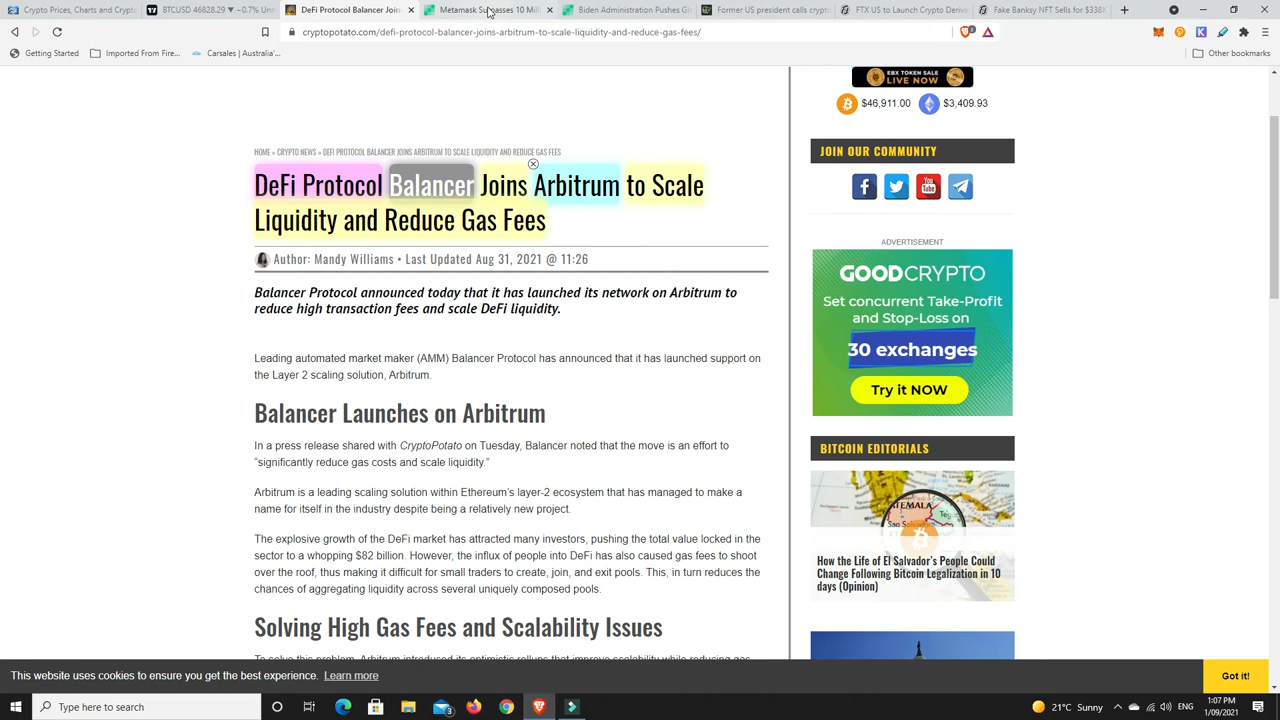 Crypto Prices, Charts and Crypto
BTCUSD 46828.29 ▼ −0.7% Unn
DeFi Protocol Balancer Join
Metamask Surpasses 10 Milli
Biden Administration Pushes Gl
Former US president calls crypto
FTX US to Launch Crypto Deriva
Fake Banksy NFT Sells for $338K
cryptopotato.com/defi-protocol-balancer-joins-arbitrum-to-scale-liquidity-and-reduce-gas-fees/
Getting Started
Imported From Fire...
Carsales | Australia's...
Other bookmarks
EBX TOKEN SALE
LIVE NOW
$46,911.00 $3,409.93
HOME » CRYPTO NEWS » DEFI PROTOCOL BALANCER JOINS ARBITRUM TO SCALE LIQUIDITY AND REDUCE GAS FEES
DeFi Protocol Balancer Joins Arbitrum to Scale
Liquidity and Reduce Gas Fees
Author: Mandy Williams • Last Updated Aug 31, 2021 @ 11:26
Balancer Protocol announced today that it has launched its network on Arbitrum to
reduce high transaction fees and scale DeFi liquidity.
Leading automated market maker (AMM) Balancer Protocol has announced that it has launched support on
the Layer 2 scaling solution, Arbitrum.
Balancer Launches on Arbitrum
In a press release shared with CryptoPotato on Tuesday, Balancer noted that the move is an effort to
“significantly reduce gas costs and scale liquidity.”
Arbitrum is a leading scaling solution within Ethereum’s layer-2 ecosystem that has managed to make a
name for itself in the industry despite being a relatively new project.
The explosive growth of the DeFi market has attracted many investors, pushing the total value locked in the
sector to a whopping $82 billion. However, the influx of people into DeFi has also caused gas fees to shoot
over the roof, thus making it difficult for small traders to create, join, and exit pools. This, in turn reduces the
chances of aggregating liquidity across several uniquely composed pools.
Solving High Gas Fees and Scalability Issues
To solve this problem, Arbitrum introduced its optimistic rollups that improve scalability while reducing gas
JOIN OUR COMMUNITY
You
Tube
ADVERTISEMENT
GOODCRYPTO
Set concurrent Take-Profit
and Stop-Loss on
30 exchanges
Try it NOW
BITCOIN EDITORIALS
How the Life of El Salvador’s People Could
Change Following Bitcoin Legalization in 10
days (Opinion)
This website uses cookies to ensure you get the best experience. Learn more
Got it!
Type here to search
21°C Sunny
ENG
1:07 PM
1/09/2021